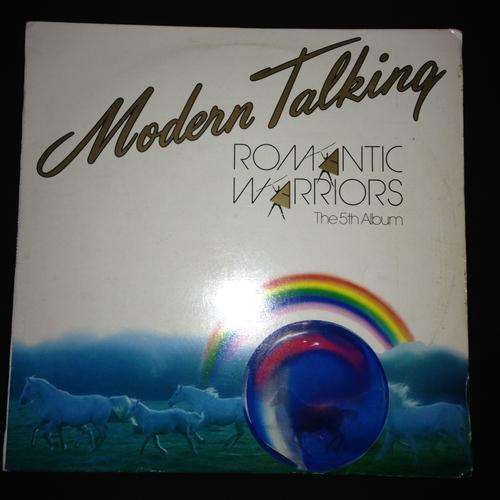 Modern Talking
ROMANTIC
WARRIORS
The 5th Album